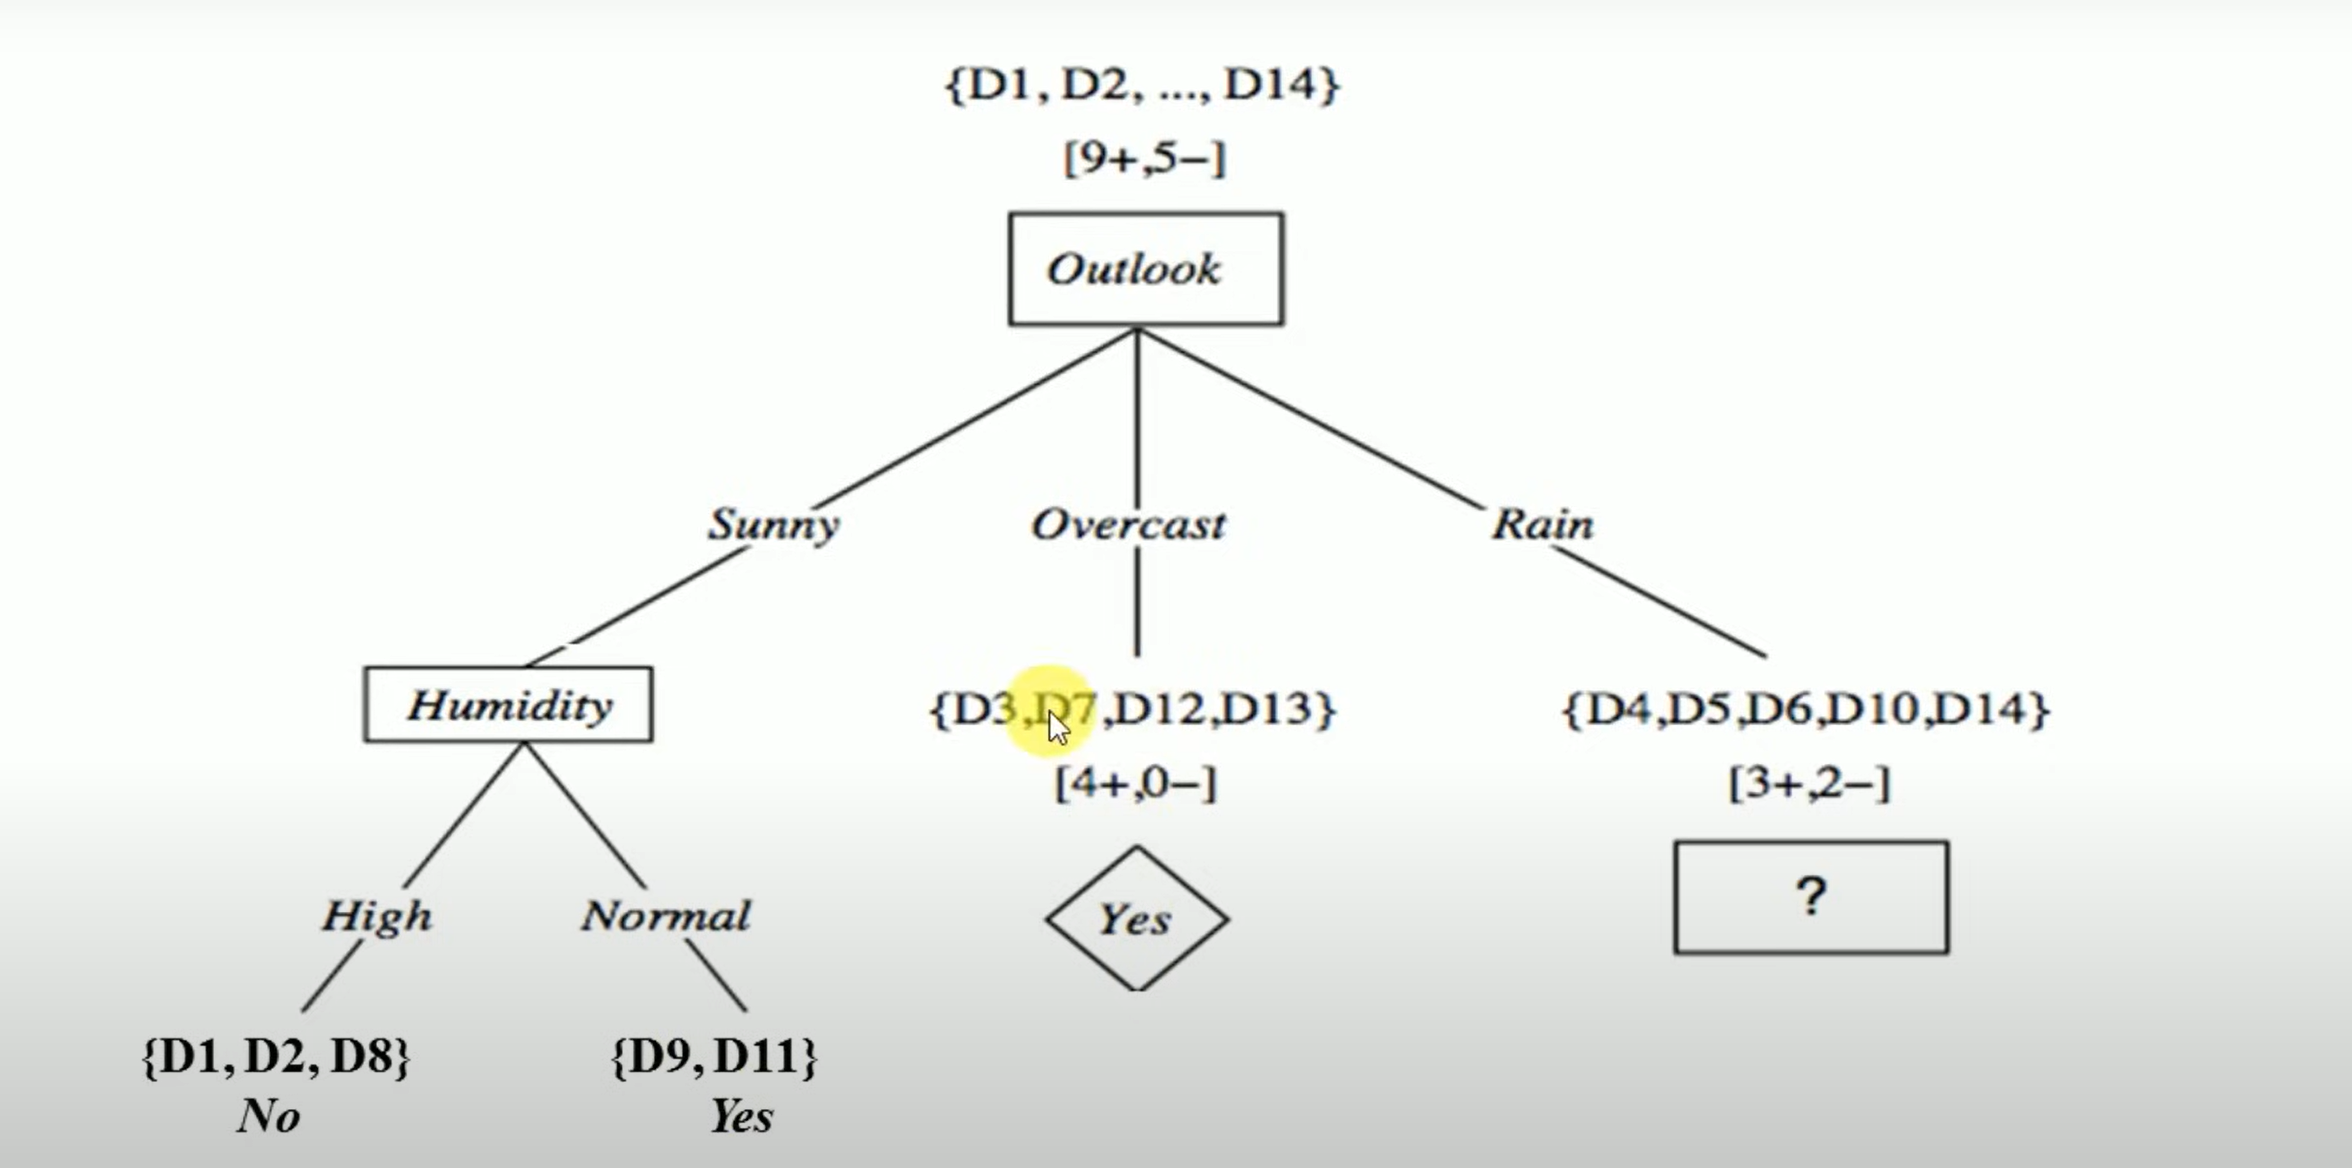 {D1, D2, ..., D14}
[9+,5−]
Outlook
Sunny
Overcast
Rain
Humidity
{D3,D7,D12,D13}
{D4,D5,D6,D10,D14}
[4+,0−]
[3+,2−]
Yes
?
High
Normal
{D1, D2, D8}
{D9, D11}
No
Yes